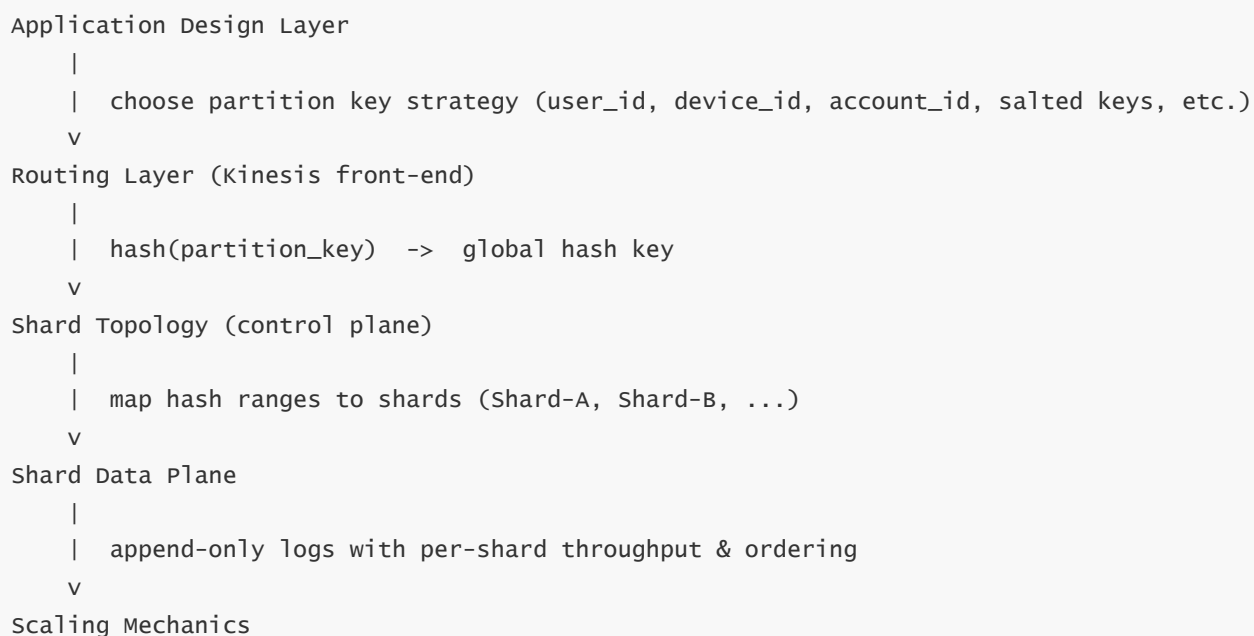 Application Design Layer
|
| choose partition key strategy (user_id, device_id, account_id, salted keys, etc.)
v
Routing Layer (Kinesis front-end)
|
| hash(partition_key) -> global hash key
v
Shard Topology (control plane)
|
| map hash ranges to shards (Shard-A, Shard-B, ...)
v
Shard Data Plane
|
| append-only logs with per-shard throughput & ordering
v
Scaling Mechanics